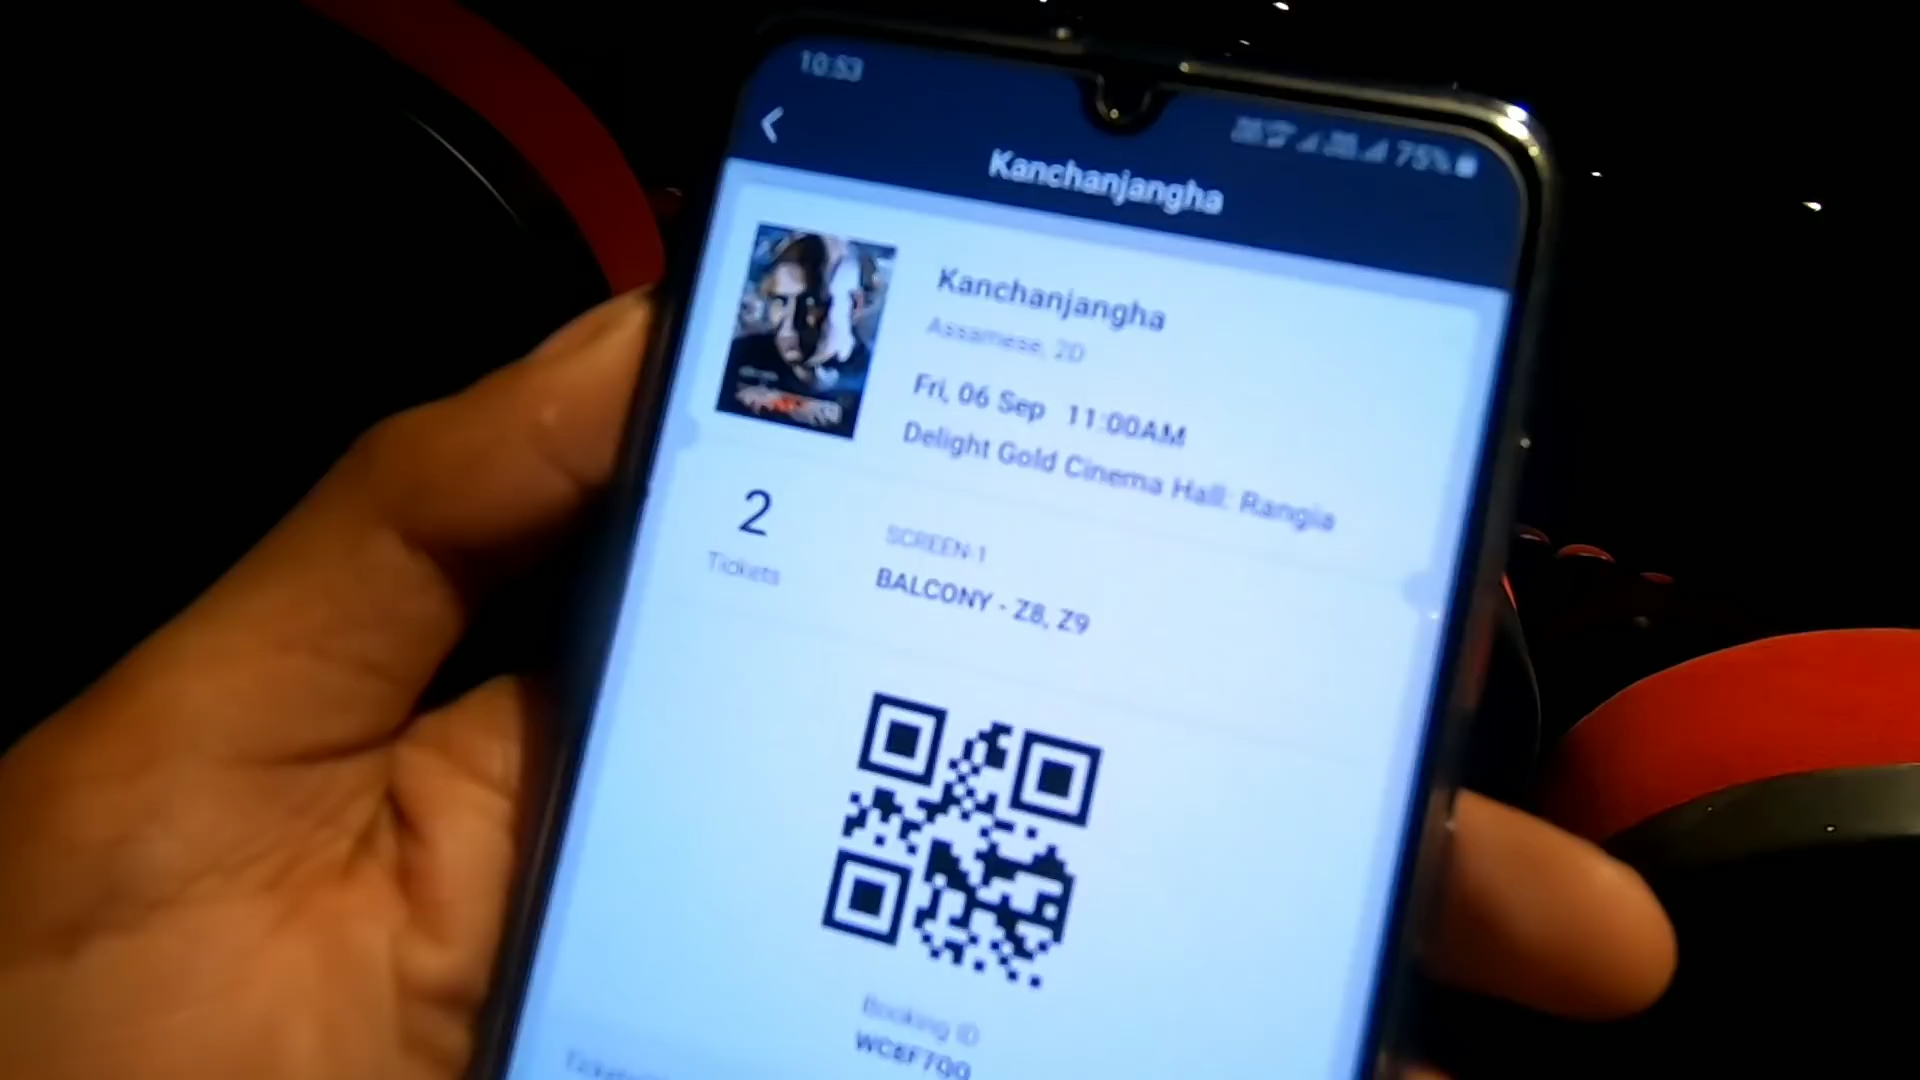 10:53
75%
Kanchanjangha
Kanchanjangha
Assamese, 2D
Fri, 06 Sep 11:00AM
Delight Gold Cinema Hall: Rangia
2
Tickets
SCREEN-1
BALCONY - Z8, Z9
Booking ID